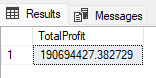 Results Messages
TotalProfit
1 190694427.382729